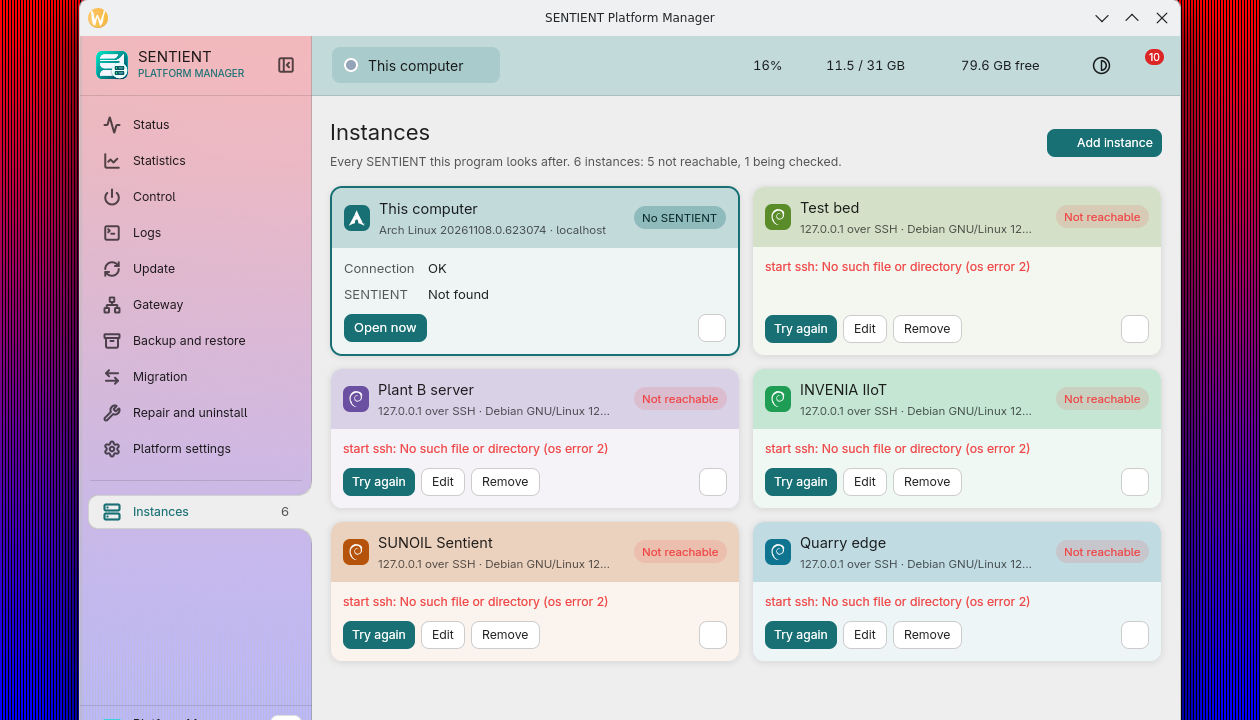 SENTIENT Platform Manager
SENTIENT
PLATFORM MANAGER
This computer
16%
11.5 / 31 GB
79.6 GB free
10
Status
Statistics
Control
Logs
Update
Gateway
Backup and restore
Migration
Repair and uninstall
Platform settings
Instances
6
Instances
Every SENTIENT this program looks after. 6 instances: 5 not reachable, 1 being checked.
Add instance
This computer
Arch Linux 20261108.0.623074 · localhost
No SENTIENT
Connection OK
SENTIENT Not found
Open now
Test bed
127.0.0.1 over SSH · Debian GNU/Linux 12...
Not reachable
start ssh: No such file or directory (os error 2)
Try again Edit Remove
Plant B server
127.0.0.1 over SSH · Debian GNU/Linux 12...
Not reachable
start ssh: No such file or directory (os error 2)
Try again Edit Remove
INVENIA IIoT
127.0.0.1 over SSH · Debian GNU/Linux 12...
Not reachable
start ssh: No such file or directory (os error 2)
Try again Edit Remove
SUNOIL Sentient
127.0.0.1 over SSH · Debian GNU/Linux 12...
Not reachable
start ssh: No such file or directory (os error 2)
Try again Edit Remove
Quarry edge
127.0.0.1 over SSH · Debian GNU/Linux 12...
Not reachable
start ssh: No such file or directory (os error 2)
Try again Edit Remove